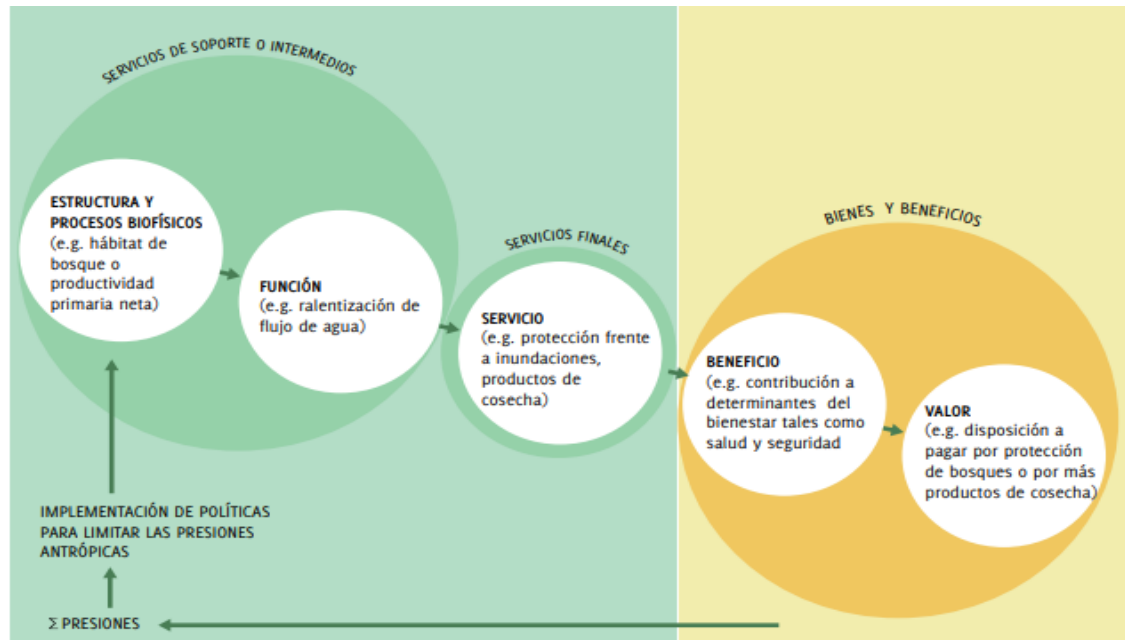 SERVICIOS DE SOPORTE O INTERMEDIOS
ESTRUCTURA Y
PROCESOS BIOFÍSICOS
(e.g. hábitat de
bosque o
productividad
primaria neta)
FUNCIÓN
(e.g. ralentización de
flujo de agua)
SERVICIOS FINALES
SERVICIO
(e.g. protección frente
a inundaciones,
productos de
cosecha)
BIENES Y BENEFICIOS
BENEFICIO
(e.g. contribución a
determinantes del
bienestar tales como
salud y seguridad
VALOR
(e.g. disposición a
pagar por protección
de bosques o por más
productos de cosecha)
IMPLEMENTACIÓN DE POLÍTICAS
PARA LIMITAR LAS PRESIONES
ANTRÓPICAS
Σ PRESIONES